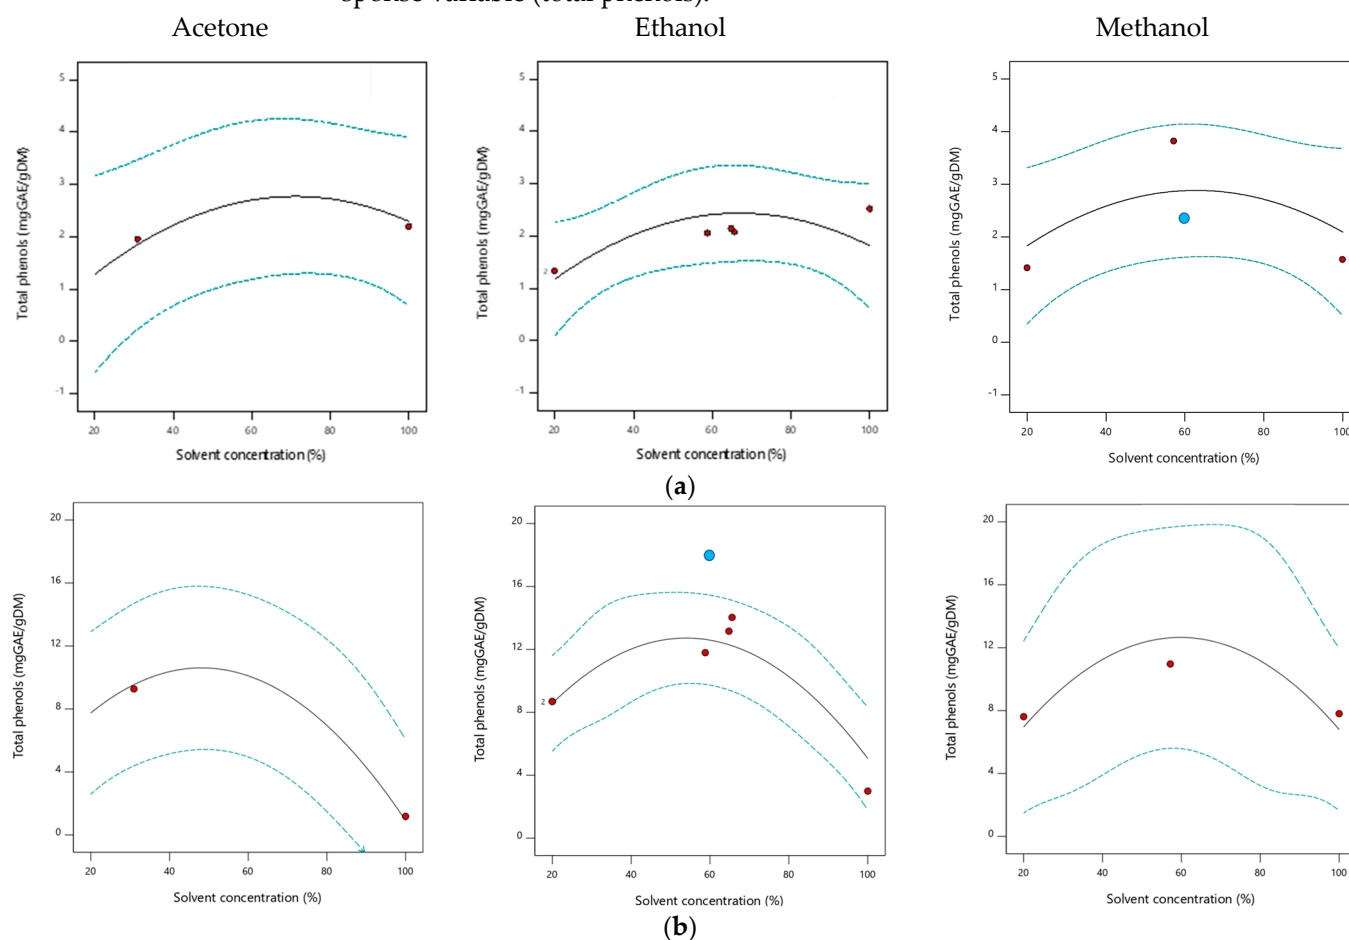 sponse variable (total phenols).
Acetone Ethanol Methanol
Total phenols (mgGAE/gDM)
5
4
3
2
1
0
-1
20 40 60 80 100
Solvent concentration (%)
Total phenols (mgGAE/gDM)
5
4
3
2
1
0
-1
2
20 40 60 80 100
Solvent concentration (%)
Total phenols (mgGAE/gDM)
5
4
3
2
1
0
-1
20 40 60 80 100
Solvent concentration (%)
(a)
Total phenols (mgGAE/gDM)
20
16
12
8
4
0
20 40 60 80 100
Solvent concentration (%)
Total phenols (mgGAE/gDM)
20
16
12
8
4
0
2
20 40 60 80 100
Solvent concentration (%)
Total phenols (mgGAE/gDM)
20
16
12
8
4
0
20 40 60 80 100
Solvent concentration (%)
(b)